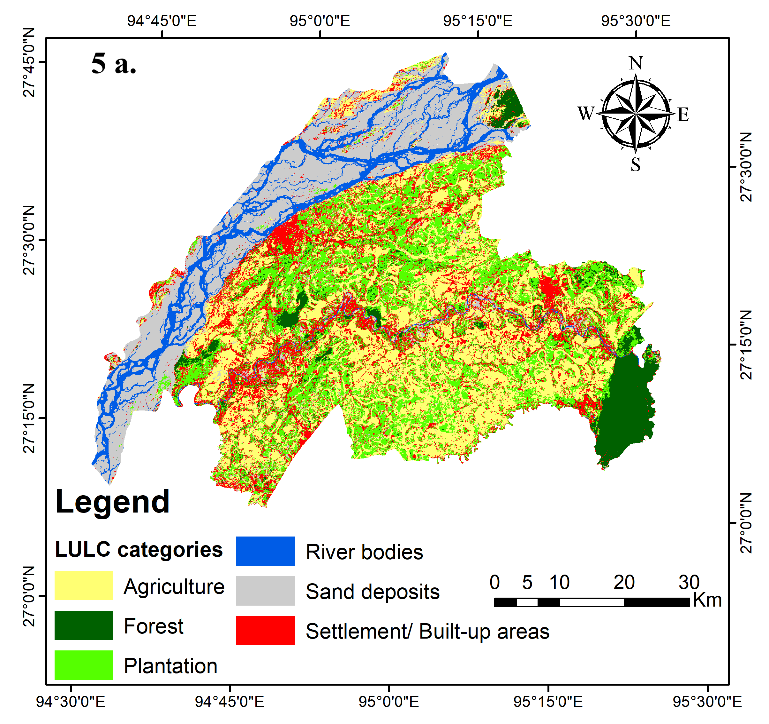 94°45'0"E 95°0'0"E 95°15'0"E 95°30'0"E
5 a.
N
W E
S
27°45'0"N
27°30'0"N
27°15'0"N
27°0'0"N
27°30'0"N
27°15'0"N
27°0'0"N
Legend
LULC categories
Agriculture
Forest
Plantation
River bodies
Sand deposits
Settlement/ Built-up areas
0 5 10 20 30
Km
94°30'0"E 94°45'0"E 95°0'0"E 95°15'0"E 95°30'0"E